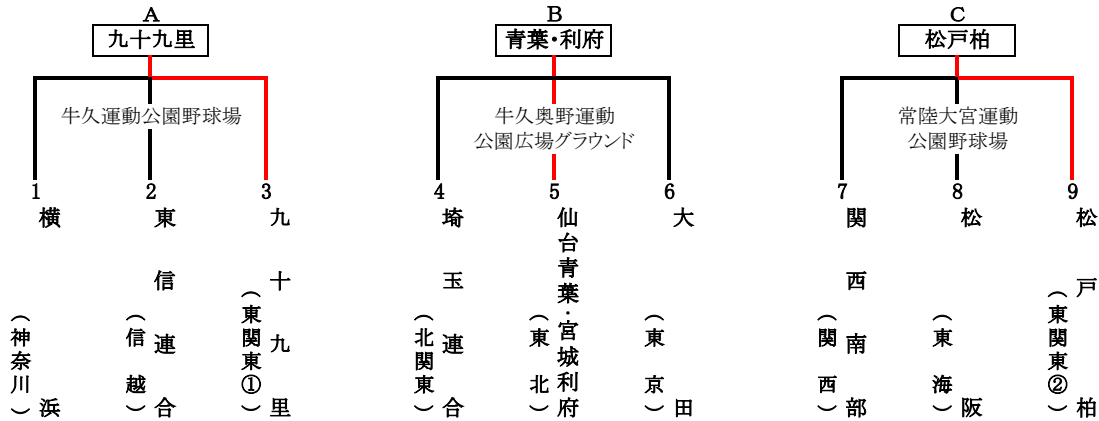 A
九十九里
牛久運動公園野球場
1
横浜
（神奈川）
2
東信連合
（信越）
3
九十九里
（東関東①）
B
青葉・利府
牛久奥野運動
公園広場グラウンド
4
埼玉連合
（北関東）
5
仙台青葉・宮城利府
（東北）
6
大田
（東京）
C
松戸柏
常陸大宮運動
公園野球場
7
関西南部
（関西）
8
松阪
（東海）
9
松戸柏
（東関東②）